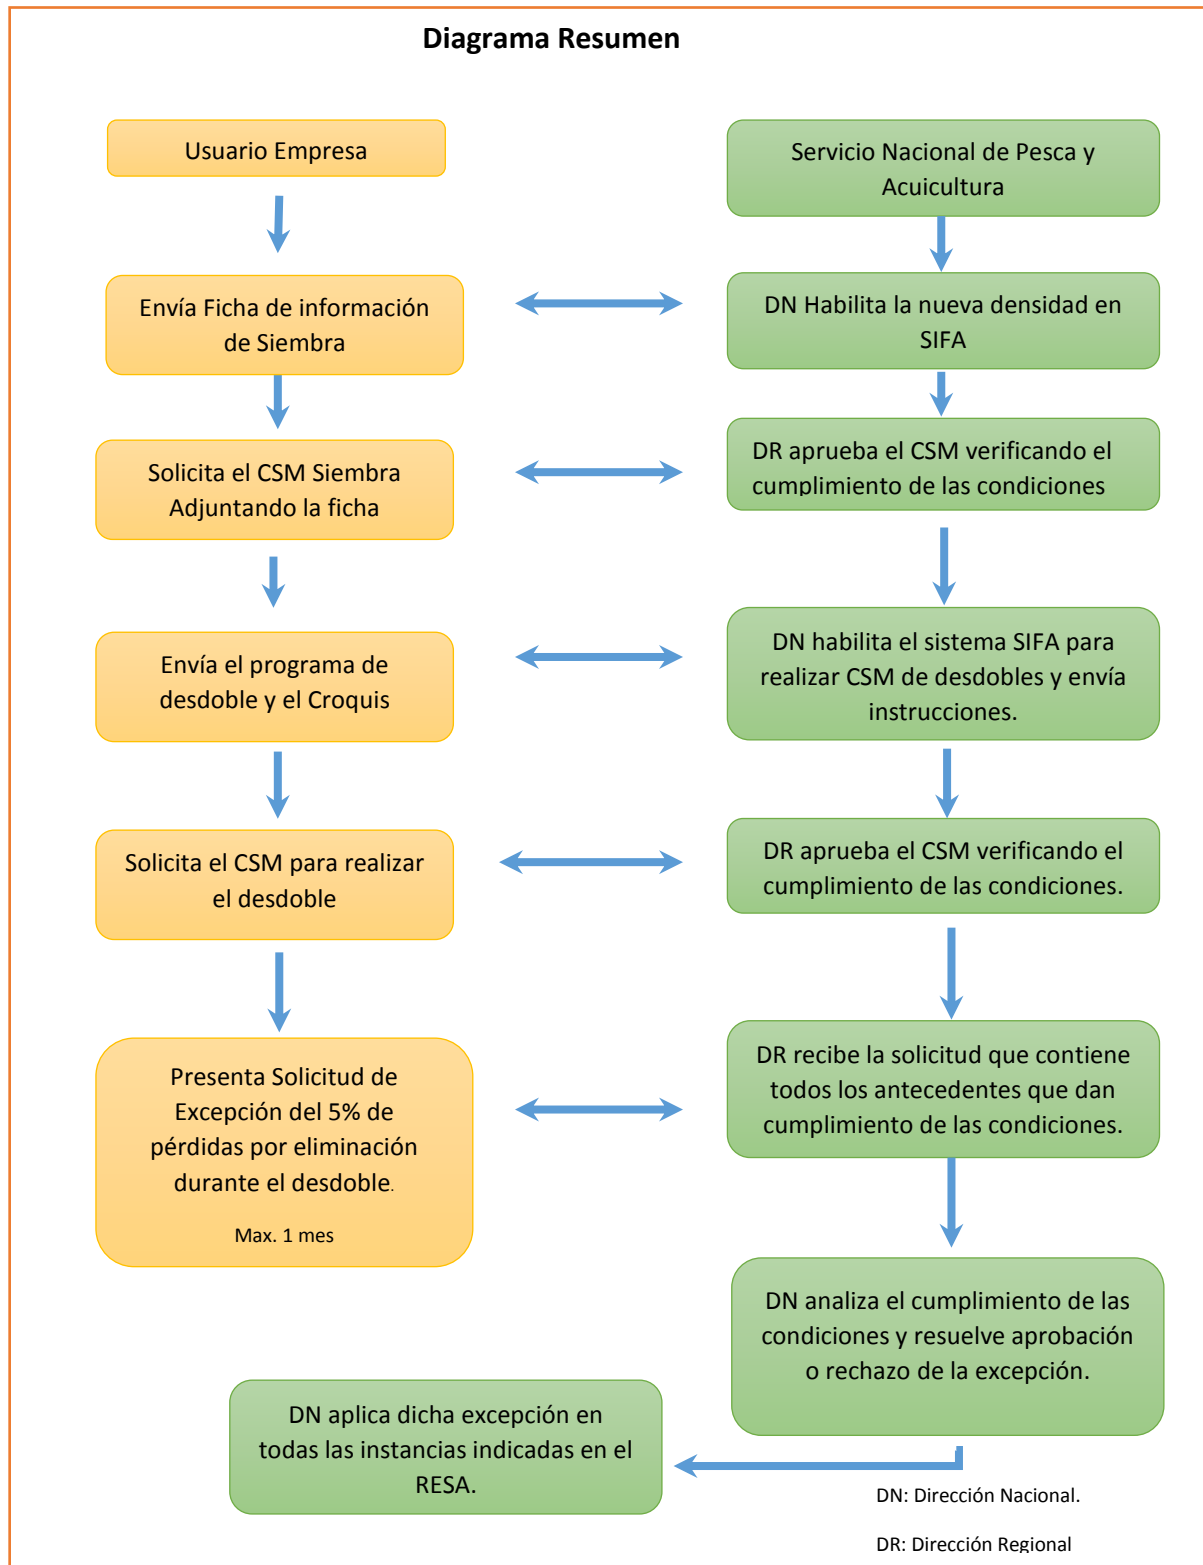 Diagrama Resumen
Usuario Empresa
Servicio Nacional de Pesca y
Acuicultura
Envía Ficha de información
de Siembra
DN Habilita la nueva densidad en
SIFA
Solicita el CSM Siembra
Adjuntando la ficha
DR aprueba el CSM verificando el
cumplimiento de las condiciones
Envía el programa de
desdoble y el Croquis
DN habilita el sistema SIFA para
realizar CSM de desdobles y envía
instrucciones.
Solicita el CSM para realizar
el desdoble
DR aprueba el CSM verificando el
cumplimiento de las condiciones.
Presenta Solicitud de
Excepción del 5% de
pérdidas por eliminación
durante el desdoble.
Max. 1 mes
DR recibe la solicitud que contiene
todos los antecedentes que dan
cumplimiento de las condiciones.
DN analiza el cumplimiento de las
condiciones y resuelve aprobación
o rechazo de la excepción.
DN aplica dicha excepción en
todas las instancias indicadas en el
RESA.
DN: Dirección Nacional.
DR: Dirección Regional